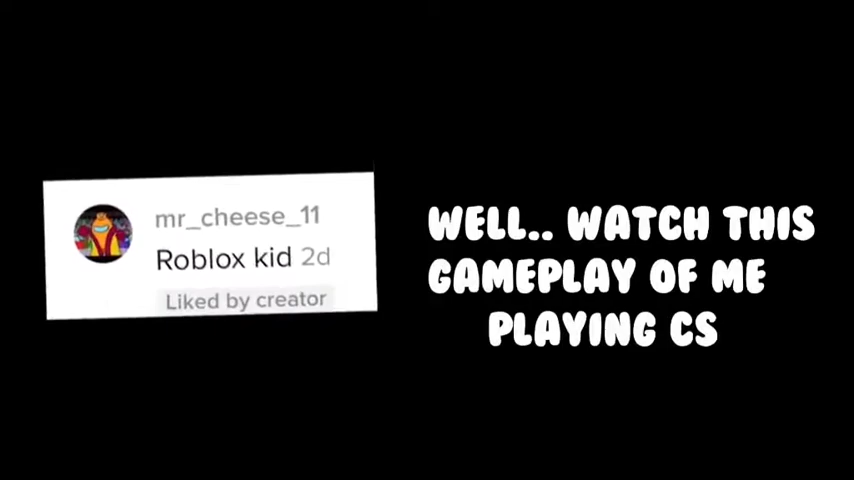 mr_cheese_11
Roblox kid 2d
Liked by creator
WELL.. WATCH THIS
GAMEPLAY OF ME
PLAYING CS